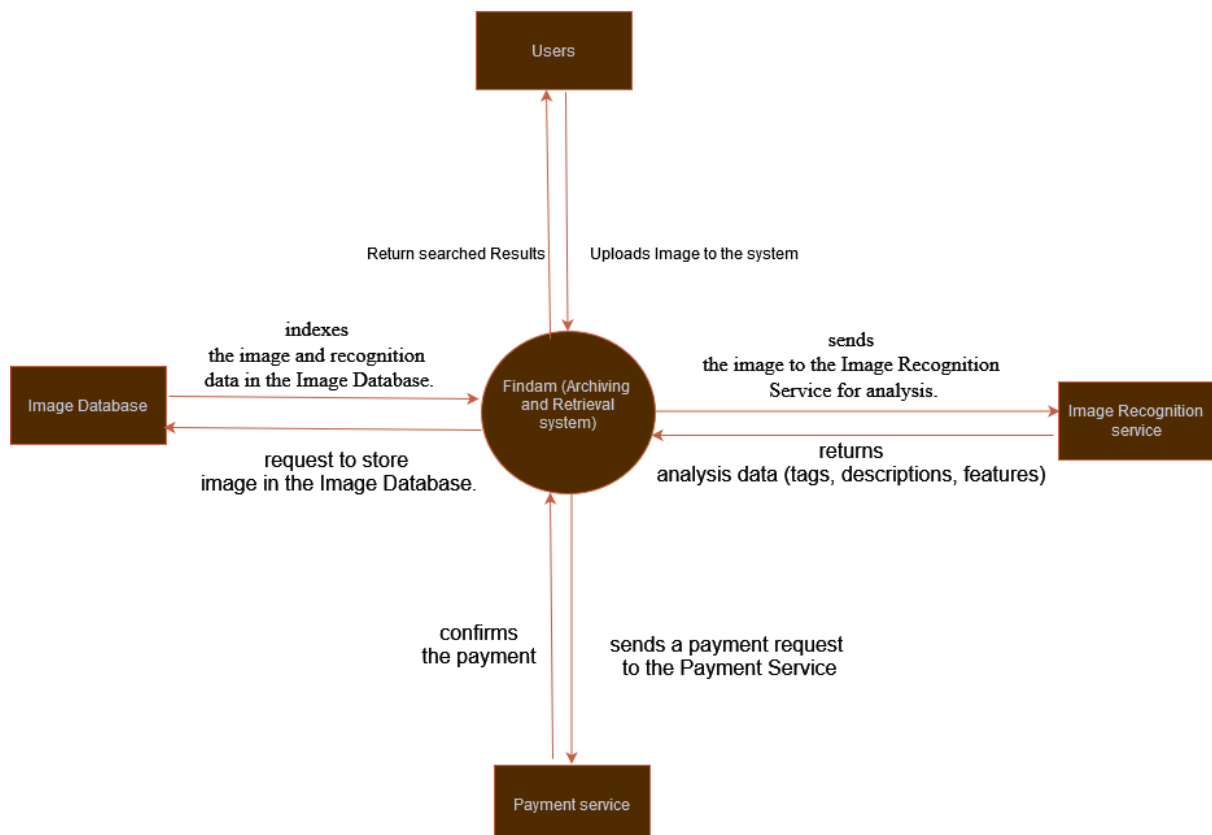 Users
Return searched Results
Uploads Image to the system
indexes
the image and recognition
data in the Image Database.
sends
the image to the Image Recognition
Service for analysis.
Image Database
Findam (Archiving
and Retrieval
system)
Image Recognition
service
request to store
image in the Image Database.
returns
analysis data (tags, descriptions, features)
confirms
the payment
sends a payment request
to the Payment Service
Payment service